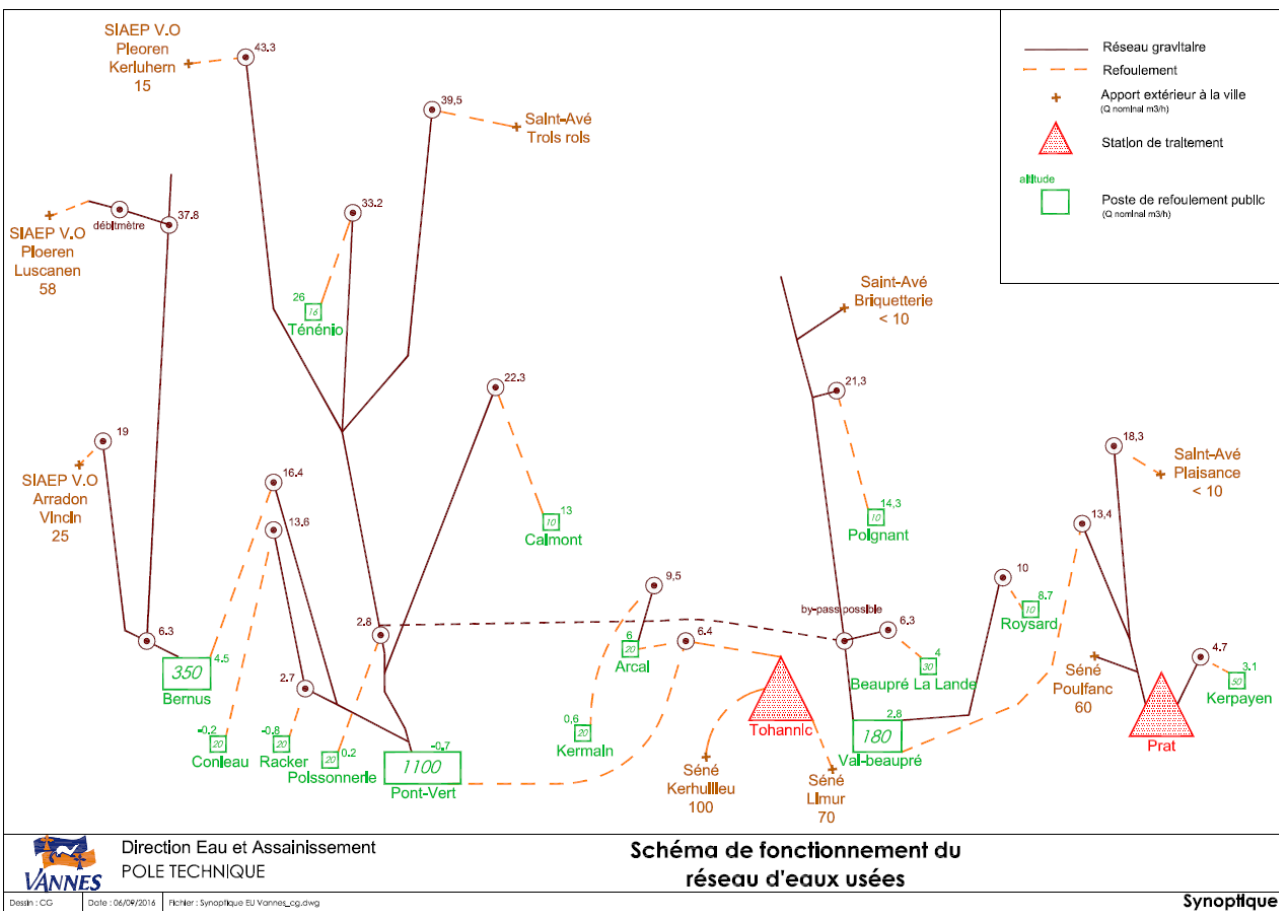 SIAEP V.O
Pleoren
Kerluhern
15
43.3
39,5
Saint-Avé
Trois rois
33.2
37.8
débitmètre
SIAEP V.O
Ploeren
Luscanen
58
26
16
Ténénio
22.3
19
SIAEP V.O
Arradon
Vincin
25
16.4
13,6
13
10
Calmont
Saint-Avé
Briquetterie
< 10
21,3
14,3
10
Poignant
18,3
Saint-Avé
Plaisance
< 10
13,4
10
8.7
10
Roysard
9,5
6.3
4.5
350
Bernus
2.8
2.7
6
20
Arcal
6.4
by-pass possible
6.3
4
30
Beaupré La Lande
4.7
3.1
50
Kerpayen
Séné
Poulfanc
60
Prat
-0.2
20
Conleau
-0.8
20
Racker
0.2
20
Poissonnerie
-0.7
1100
Pont-Vert
0,6
20
Kermain
Tohannic
Séné
Kerhuilieu
100
Séné
Limur
70
2.8
180
Val-beaupré
Réseau gravitaire
Refoulement
Apport extérieur à la ville
(Q nominal m3/h)
Station de traitement
altitude
Poste de refoulement public
(Q nominal m3/h)
VANNES
Direction Eau et Assainissement
POLE TECHNIQUE
Schéma de fonctionnement du
réseau d'eaux usées
Dessin : CG
Date : 06/09/2016
Fichier : Synoptique EU Vannes_cg.dwg
Synoptique